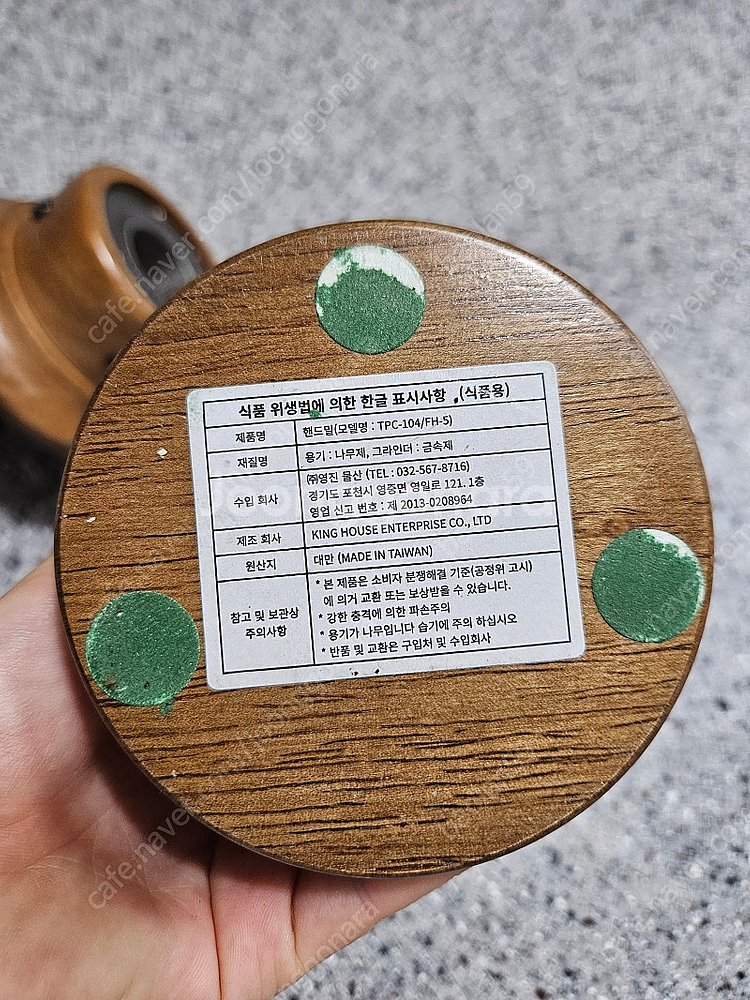 식품 위생법에 의한 한글 표시사항 (식품용)
제품명 핸드밀(모델명 : TPC-104/FH-5)
재질명 용기 : 나무제, 그라인더 : 금속제
수입 회사 ㈜영진 물산 (TEL : 032-567-8716)
경기도 포천시 영중면 영일로 121. 1층
영업 신고 번호 : 제 2013-0208964
제조 회사 KING HOUSE ENTERPRISE CO., LTD
원산지 대만 (MADE IN TAIWAN)
참고 및 보관상 주의사항
* 본 제품은 소비자 분쟁해결 기준(공정위 고시)
에 의거 교환 또는 보상받을 수 있습니다.
* 강한 충격에 의한 파손주의
* 용기가 나무입니다 습기에 주의 하십시오
* 반품 및 교환은 구입처 및 수입회사
cafe.naver.com/joonggonara